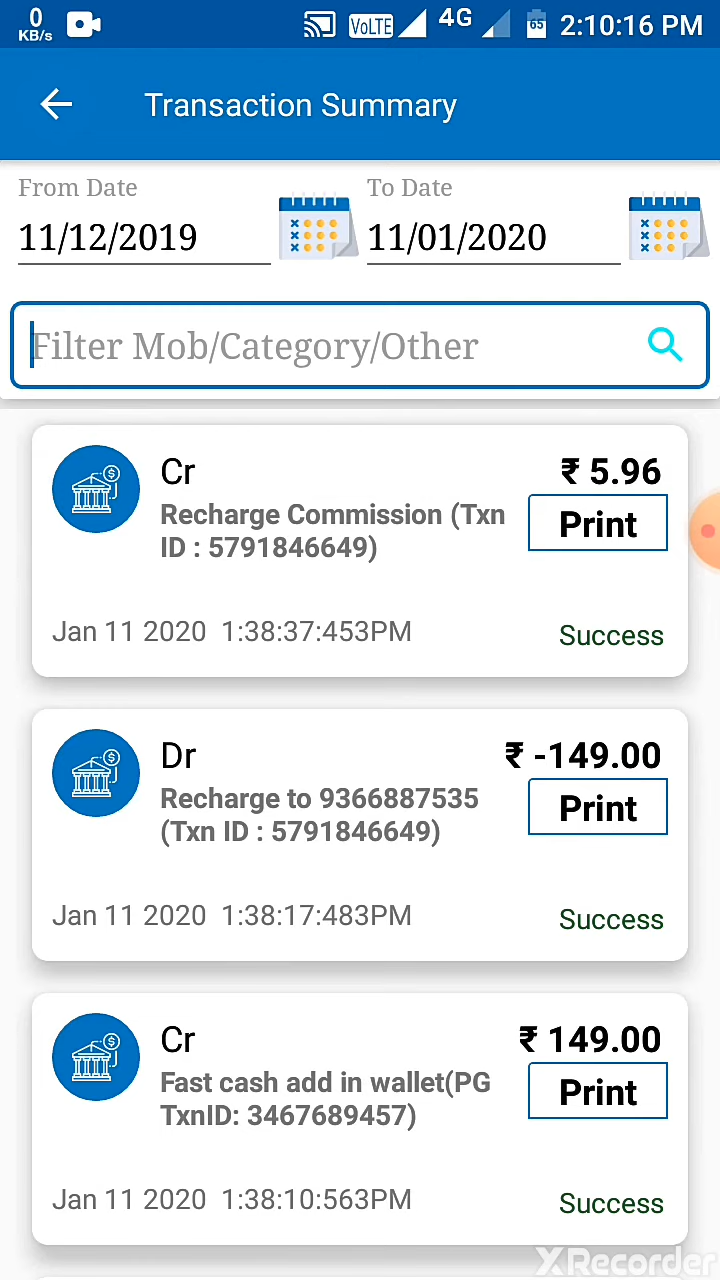 0
KB/s
VoLTE
4G
65
2:10:16 PM
Transaction Summary
From Date
To Date
11/12/2019
11/01/2020
Filter Mob/Category/Other
Cr
₹ 5.96
Recharge Commission (Txn
ID : 5791846649)
Print
Jan 11 2020 1:38:37:453PM
Success
Dr
₹ -149.00
Recharge to 9366887535
(Txn ID : 5791846649)
Print
Jan 11 2020 1:38:17:483PM
Success
Cr
₹ 149.00
Fast cash add in wallet(PG
TxnID: 3467689457)
Print
Jan 11 2020 1:38:10:563PM
Success
XRecorder